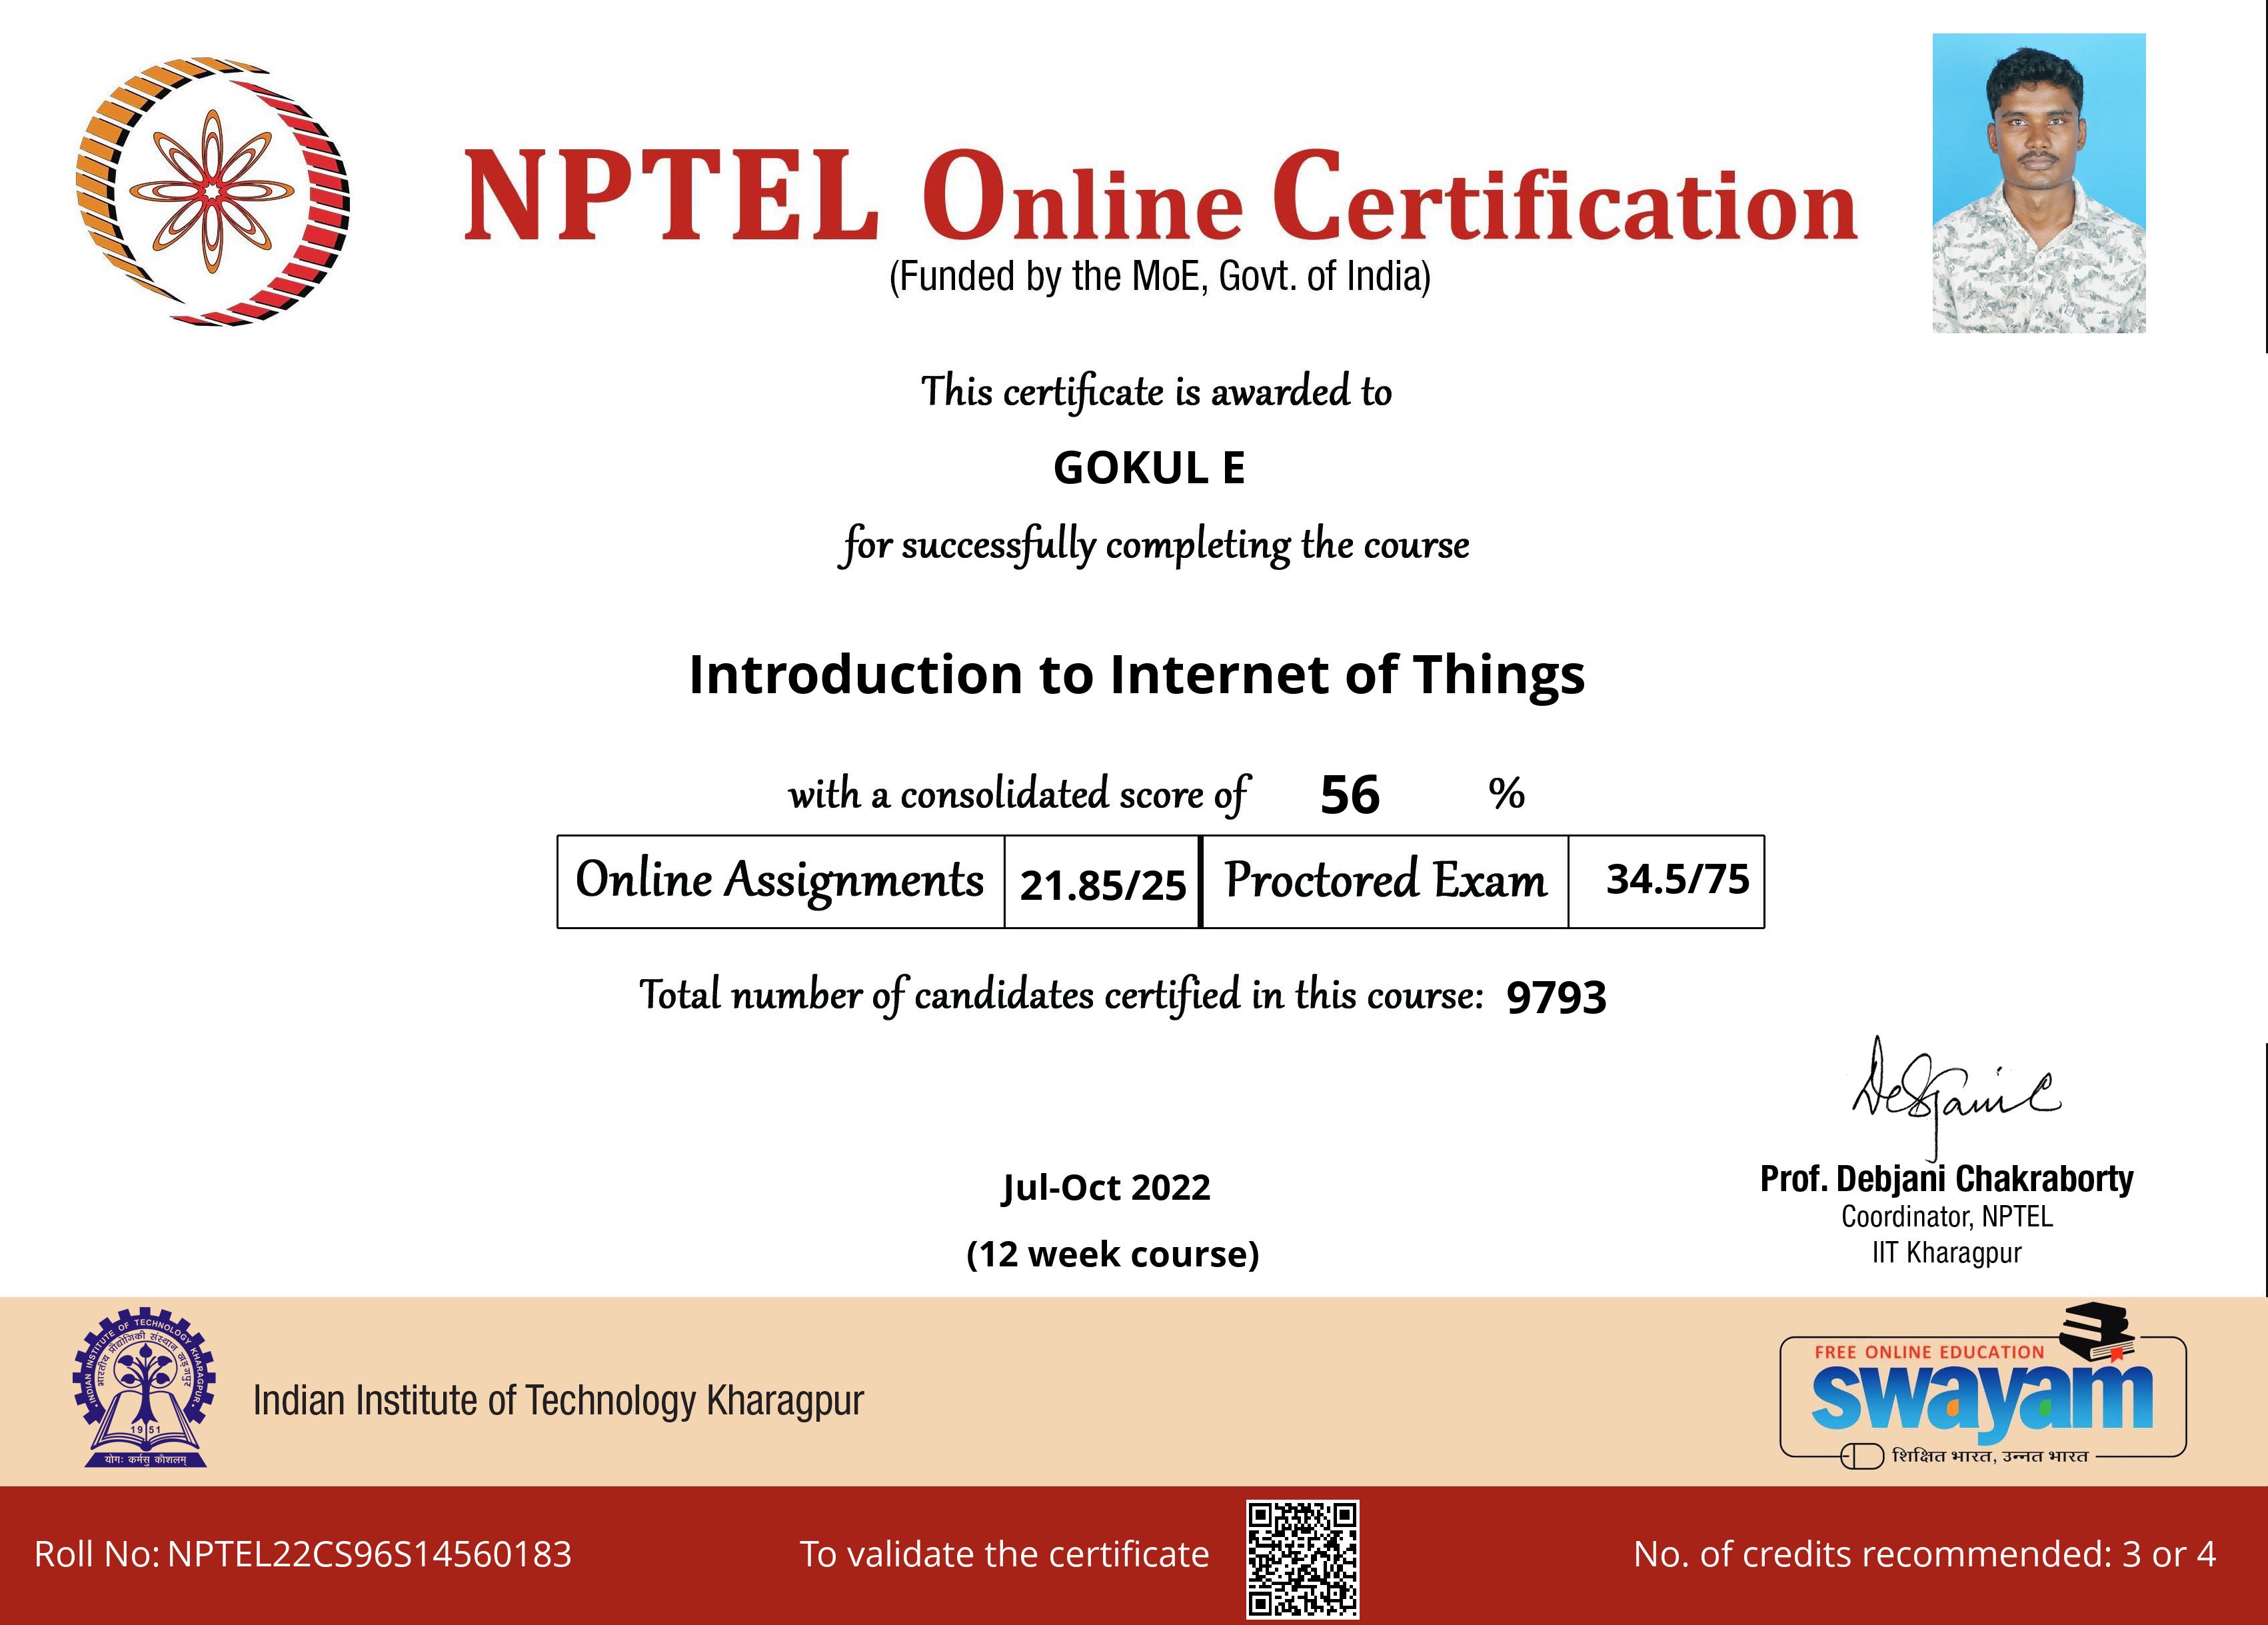 NPTEL Online Certification
(Funded by the MoE, Govt. of India)
This certificate is awarded to
GOKUL E
for successfully completing the course
Introduction to Internet of Things
with a consolidated score of 56 %
Online Assignments 21.85/25 Proctored Exam 34.5/75
Total number of candidates certified in this course: 9793
Debjani C
Prof. Debjani Chakraborty
Coordinator, NPTEL
IIT Kharagpur
Jul-Oct 2022
(12 week course)
INDIAN INSTITUTE OF TECHNOLOGY KHARAGPUR
भारतीय प्रौद्योगिकी संस्थान खड़गपुर
1951
योगः कर्मसु कौशलम्
Indian Institute of Technology Kharagpur
FREE ONLINE EDUCATION
swayam
शिक्षित भारत, उन्नत भारत
Roll No: NPTEL22CS96S14560183
To validate the certificate
No. of credits recommended: 3 or 4